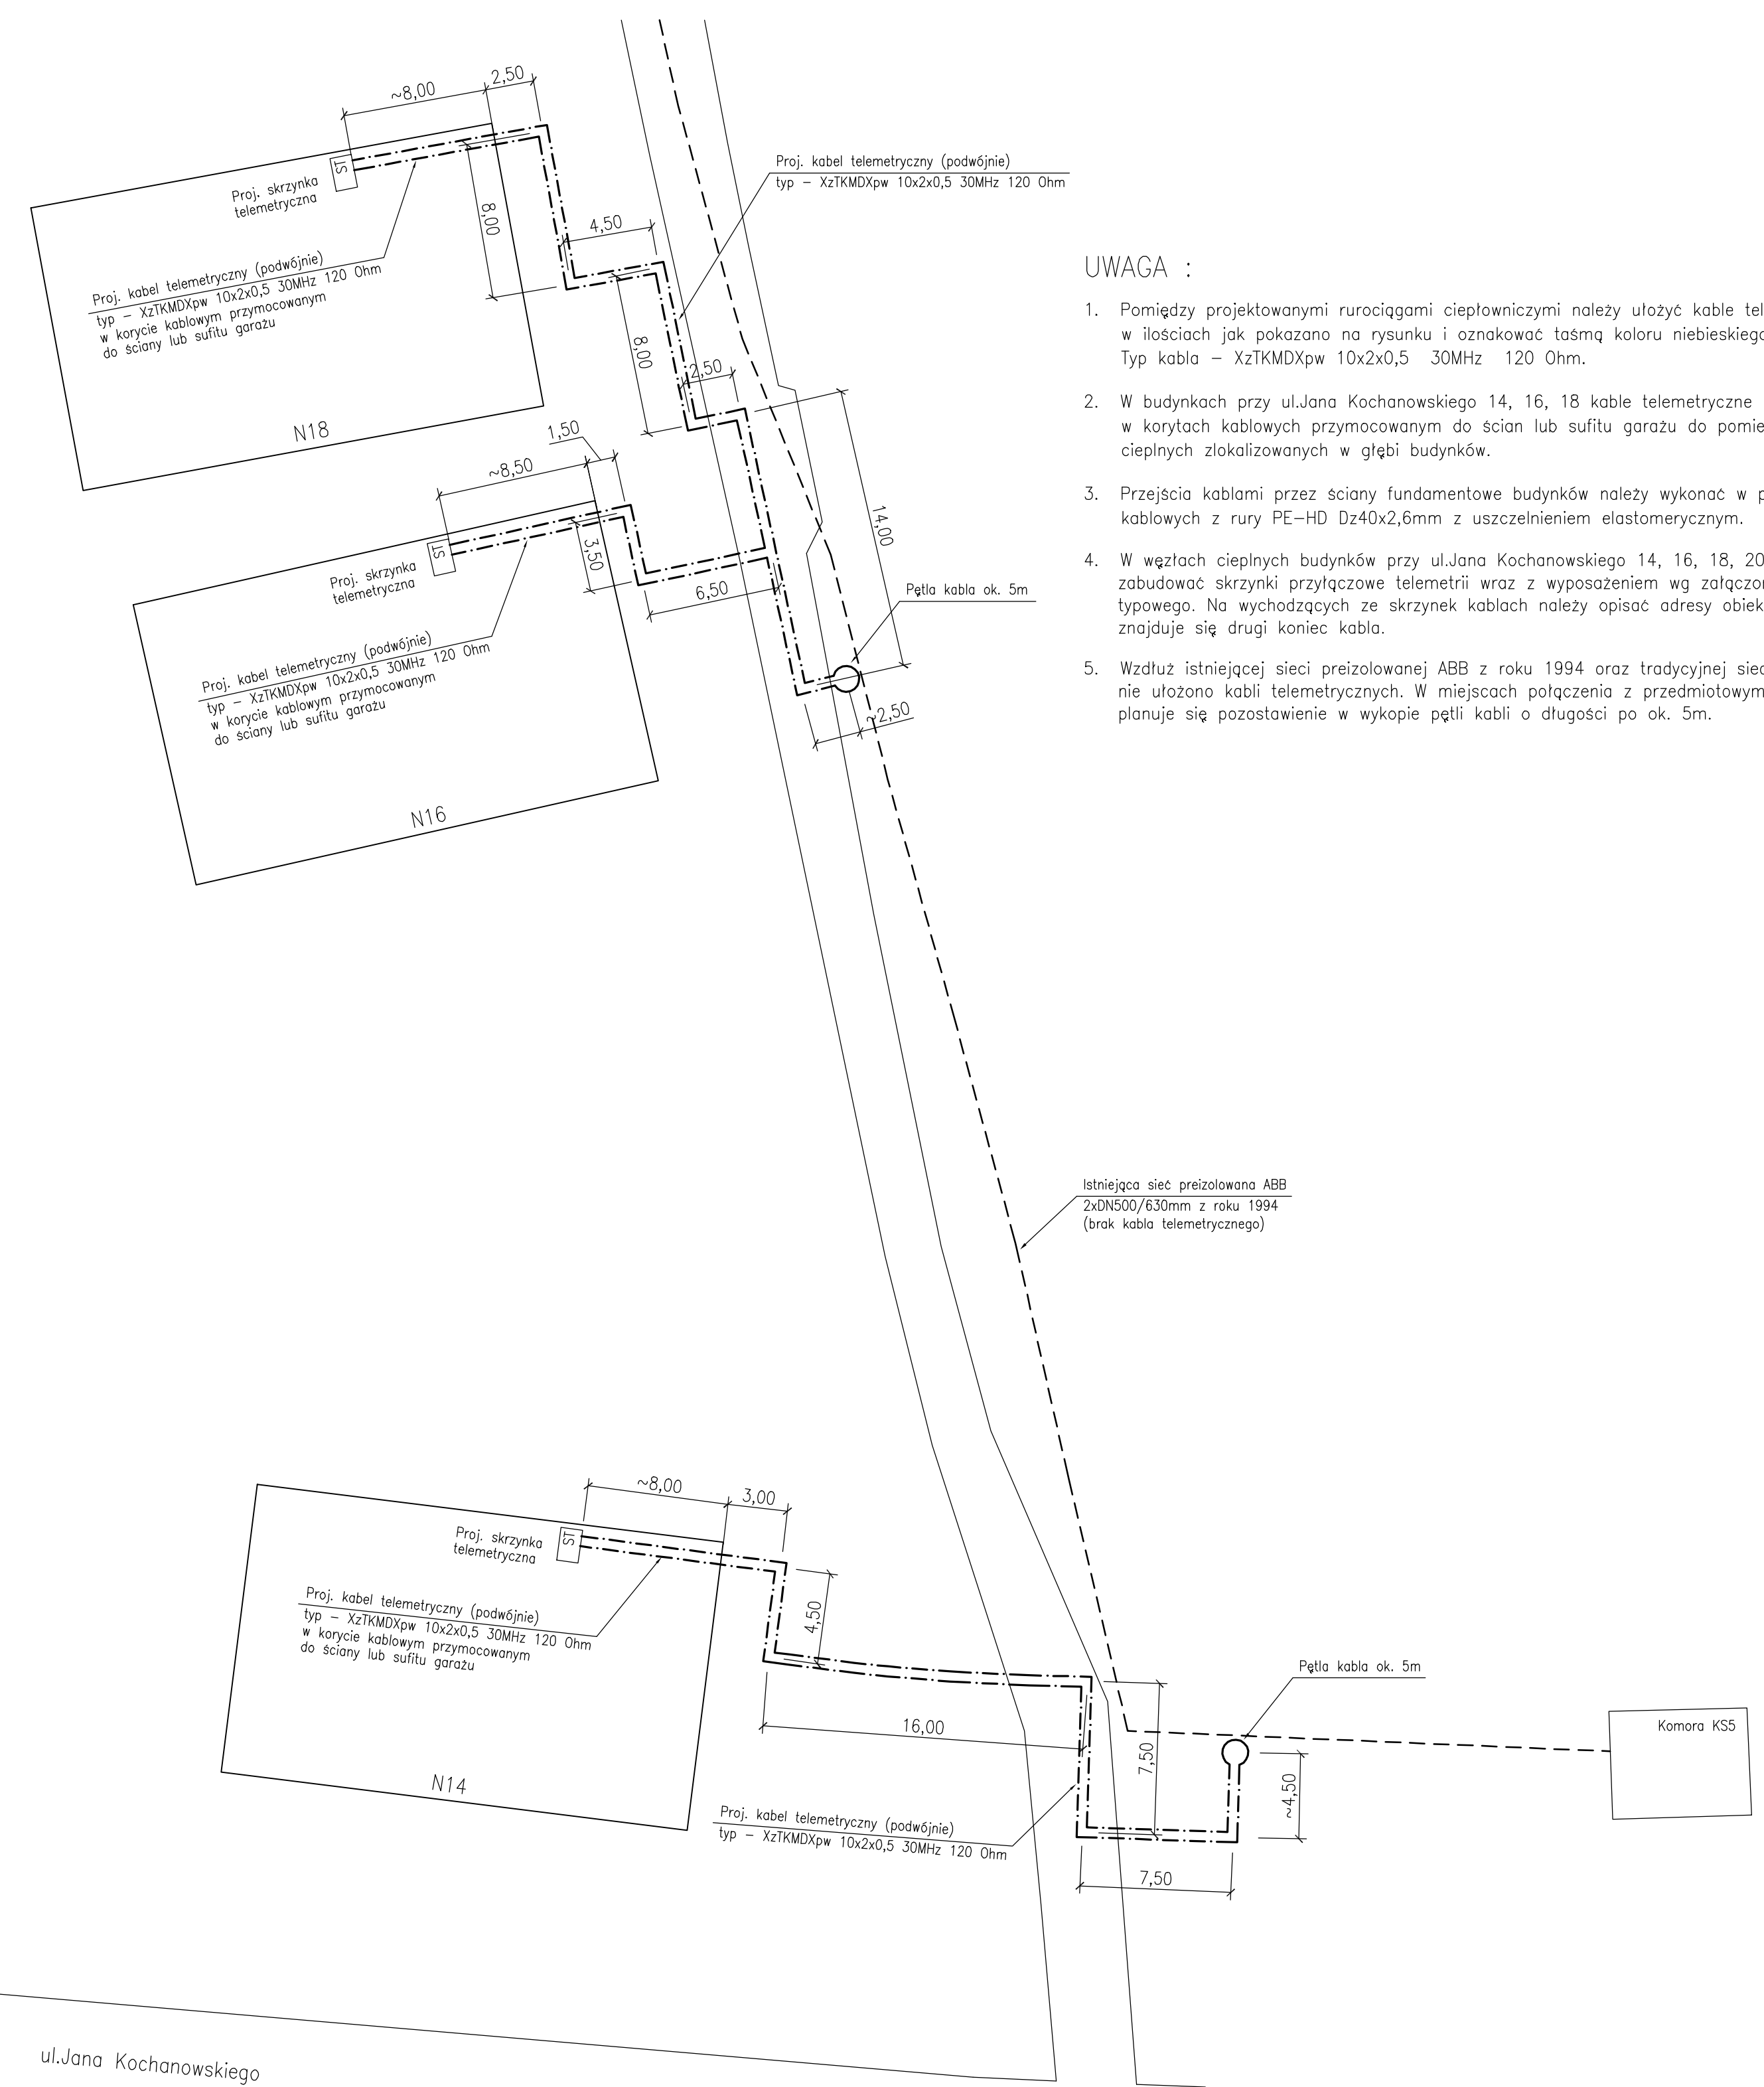 2,50
~8,00
ST
Proj. skrzynka
telemetryczna
8,00
4,50
Proj. kabel telemetryczny (podwójnie)
typ – XzTKMDXpw 10x2x0,5 30MHz 120 Ohm
Proj. kabel telemetryczny (podwójnie)
typ – XzTKMDXpw 10x2x0,5 30MHz 120 Ohm
w korycie kablowym przymocowanym
do ściany lub sufitu garażu
8,00
2,50
N18
1,50
~8,50
ST
Proj. skrzynka
telemetryczna
3,50
6,50
14,00
Pętla kabla ok. 5m
~2,50
Proj. kabel telemetryczny (podwójnie)
typ – XzTKMDXpw 10x2x0,5 30MHz 120 Ohm
w korycie kablowym przymocowanym
do ściany lub sufitu garażu
N16
UWAGA :
1. Pomiędzy projektowanymi rurociągami ciepłowniczymi należy ułożyć kable tel
w ilościach jak pokazano na rysunku i oznakować taśmą koloru niebieskiego
Typ kabla – XzTKMDXpw 10x2x0,5 30MHz 120 Ohm.
2. W budynkach przy ul.Jana Kochanowskiego 14, 16, 18 kable telemetryczne
w korytach kablowych przymocowanym do ścian lub sufitu garażu do pomie
cieplnych zlokalizowanych w głębi budynków.
3. Przejścia kablami przez ściany fundamentowe budynków należy wykonać w p
kablowych z rury PE–HD Dz40x2,6mm z uszczelnieniem elastomerycznym.
4. W węzłach cieplnych budynków przy ul.Jana Kochanowskiego 14, 16, 18, 20
zabudować skrzynki przyłączowe telemetrii wraz z wyposażeniem wg załączon
typowego. Na wychodzących ze skrzynek kablach należy opisać adresy obiek
znajduje się drugi koniec kabla.
5. Wzdłuż istniejącej sieci preizolowanej ABB z roku 1994 oraz tradycyjnej siec
nie ułożono kabli telemetrycznych. W miejscach połączenia z przedmiotowym
planuje się pozostawienie w wykopie pętli kabli o długości po ok. 5m.
Istniejąca sieć preizolowana ABB
2xDN500/630mm z roku 1994
(brak kabla telemetrycznego)
~8,00
3,00
ST
Proj. skrzynka
telemetryczna
4,50
Proj. kabel telemetryczny (podwójnie)
typ – XzTKMDXpw 10x2x0,5 30MHz 120 Ohm
w korycie kablowym przymocowanym
do ściany lub sufitu garażu
N14
16,00
7,50
Pętla kabla ok. 5m
~4,50
7,50
Komora KS5
Proj. kabel telemetryczny (podwójnie)
typ – XzTKMDXpw 10x2x0,5 30MHz 120 Ohm
ul.Jana Kochanowskiego